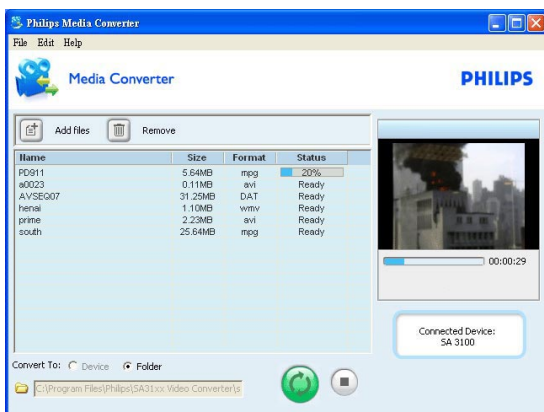 Philips Media Converter
File Edit Help
Media Converter PHILIPS
Add files Remove
Name Size Format Status
PD911 5.64MB mpg 20%
a0023 0.11MB avi Ready
AVSEQ07 31.25MB DAT Ready
henai 1.10MB wmv Ready
prime 2.23MB avi Ready
south 25.64MB mpg Ready
00:00:29
Connected Device:
SA 3100
Convert To: Device Folder
C:\Program Files\Philips\SA31xx Video Converter\s